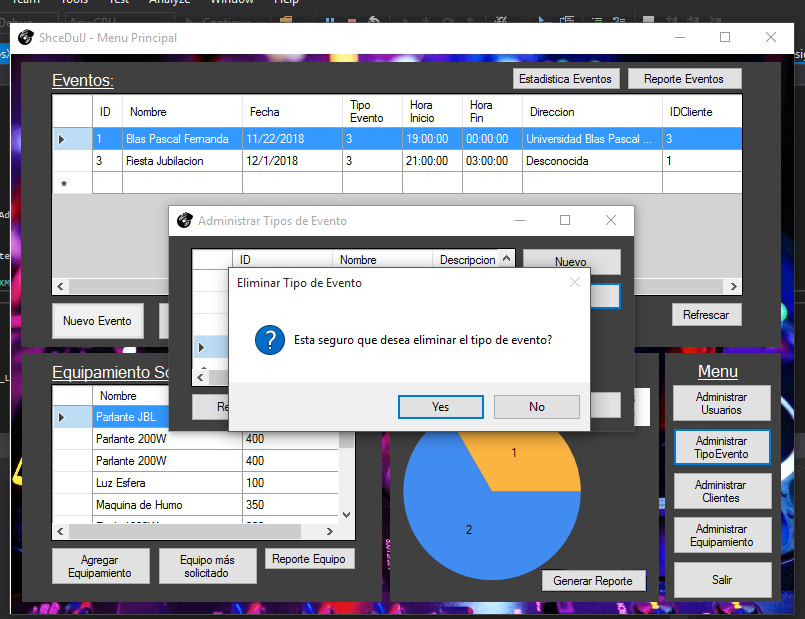 Team Tools Test Analyze Window Help
ShceDulJ - Menu Principal
Eventos:
Estadistica Eventos
Reporte Eventos
ID Nombre Fecha Tipo Evento Hora Inicio Hora Fin Direccion IDCliente
1 Blas Pascal Fernanda 11/22/2018 3 19:00:00 00:00:00 Universidad Blas Pascal ... 3
3 Fiesta Jubilacion 12/1/2018 3 21:00:00 03:00:00 Desconocida 1
Administrar Tipos de Evento
ID Nombre Descripcion
Nuevo
Eliminar Tipo de Evento
Esta seguro que desea eliminar el tipo de evento?
Yes
No
Nuevo Evento
Refrescar
Equipamiento So
Nombre
Parlante JBL
Parlante 200W 400
Parlante 200W 400
Luz Esfera 100
Maquina de Humo 350
Agregar
Equipamiento
Equipo más
solicitado
Reporte Equipo
Re
1
2
Generar Reporte
Menu
Administrar
Usuarios
Administrar
TipoEvento
Administrar
Clientes
Administrar
Equipamiento
Salir